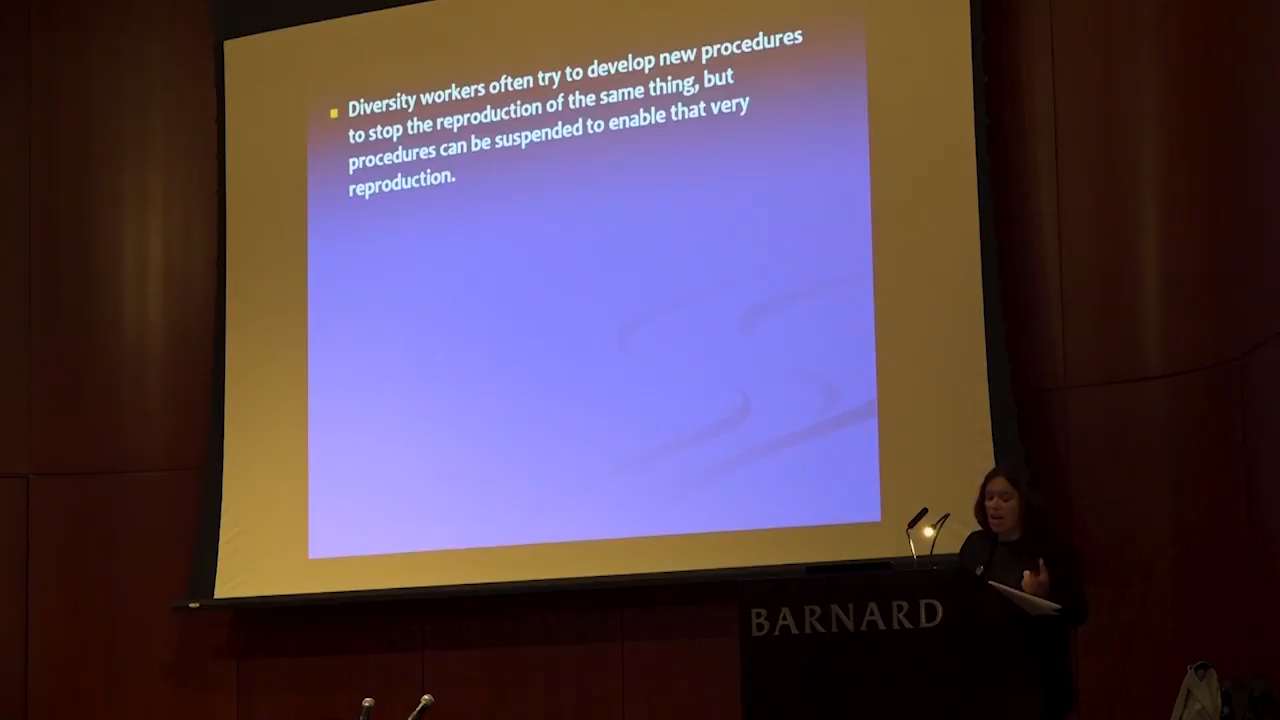 Diversity workers often try to develop new procedures
to stop the reproduction of the same thing, but
procedures can be suspended to enable that very
reproduction.
BARNARD